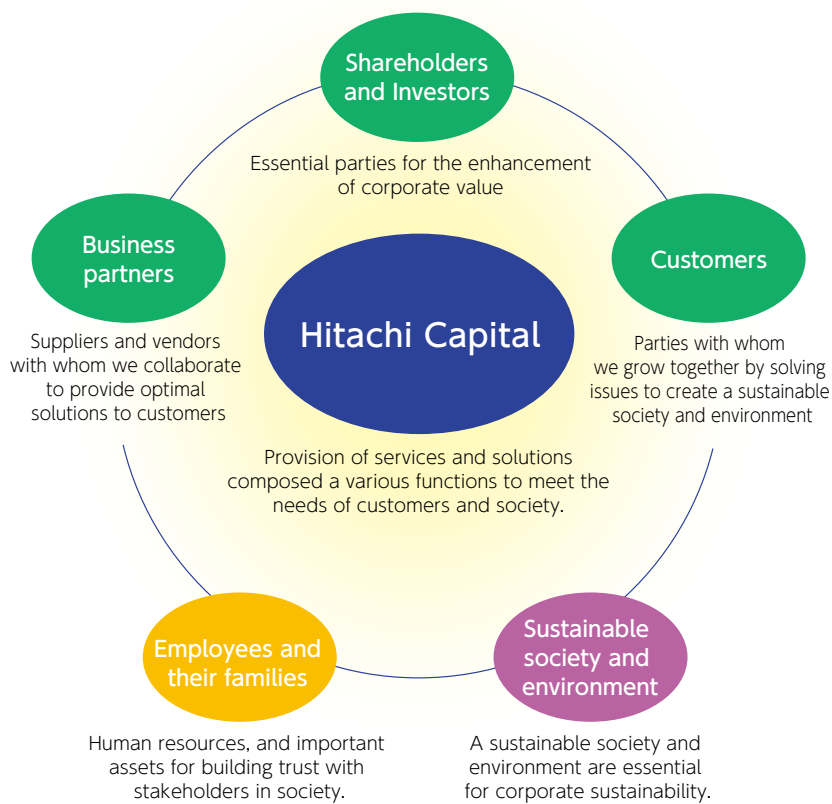 Shareholders
and Investors
Essential parties for the enhancement
of corporate value
Business
partners
Suppliers and vendors
with whom we collaborate
to provide optimal
solutions to customers
Customers
Parties with whom
we grow together by solving
issues to create a sustainable
society and environment
Hitachi Capital
Provision of services and solutions
composed a various functions to meet the
needs of customers and society.
Employees and
their families
Human resources, and important
assets for building trust with
stakeholders in society.
Sustainable
society and
environment
A sustainable society and
environment are essential
for corporate sustainability.